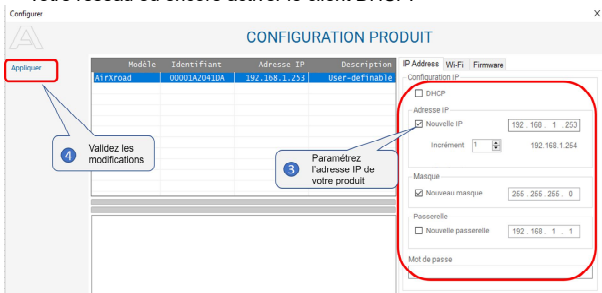 Configurer X
CONFIGURATION PRODUIT
Appliquer
Modèle Identifiant Adresse IP Description
AirXroad 00001A2041DA 192.168.1.253 User-definable
IP Address Wi-Fi Firmware
Configuration IP
DHCP
Adresse IP
Nouvelle IP 192 . 168 . 1 . 253
Incrément 1 192.168.1.254
Masque
Nouveau masque 255 . 255 . 255 . 0
Passerelle
Nouvelle passerelle 192 . 168 . 1 . 1
Mot de passe
4 Validez les
modifications
3 Paramétrez
l'adresse IP de
votre produit